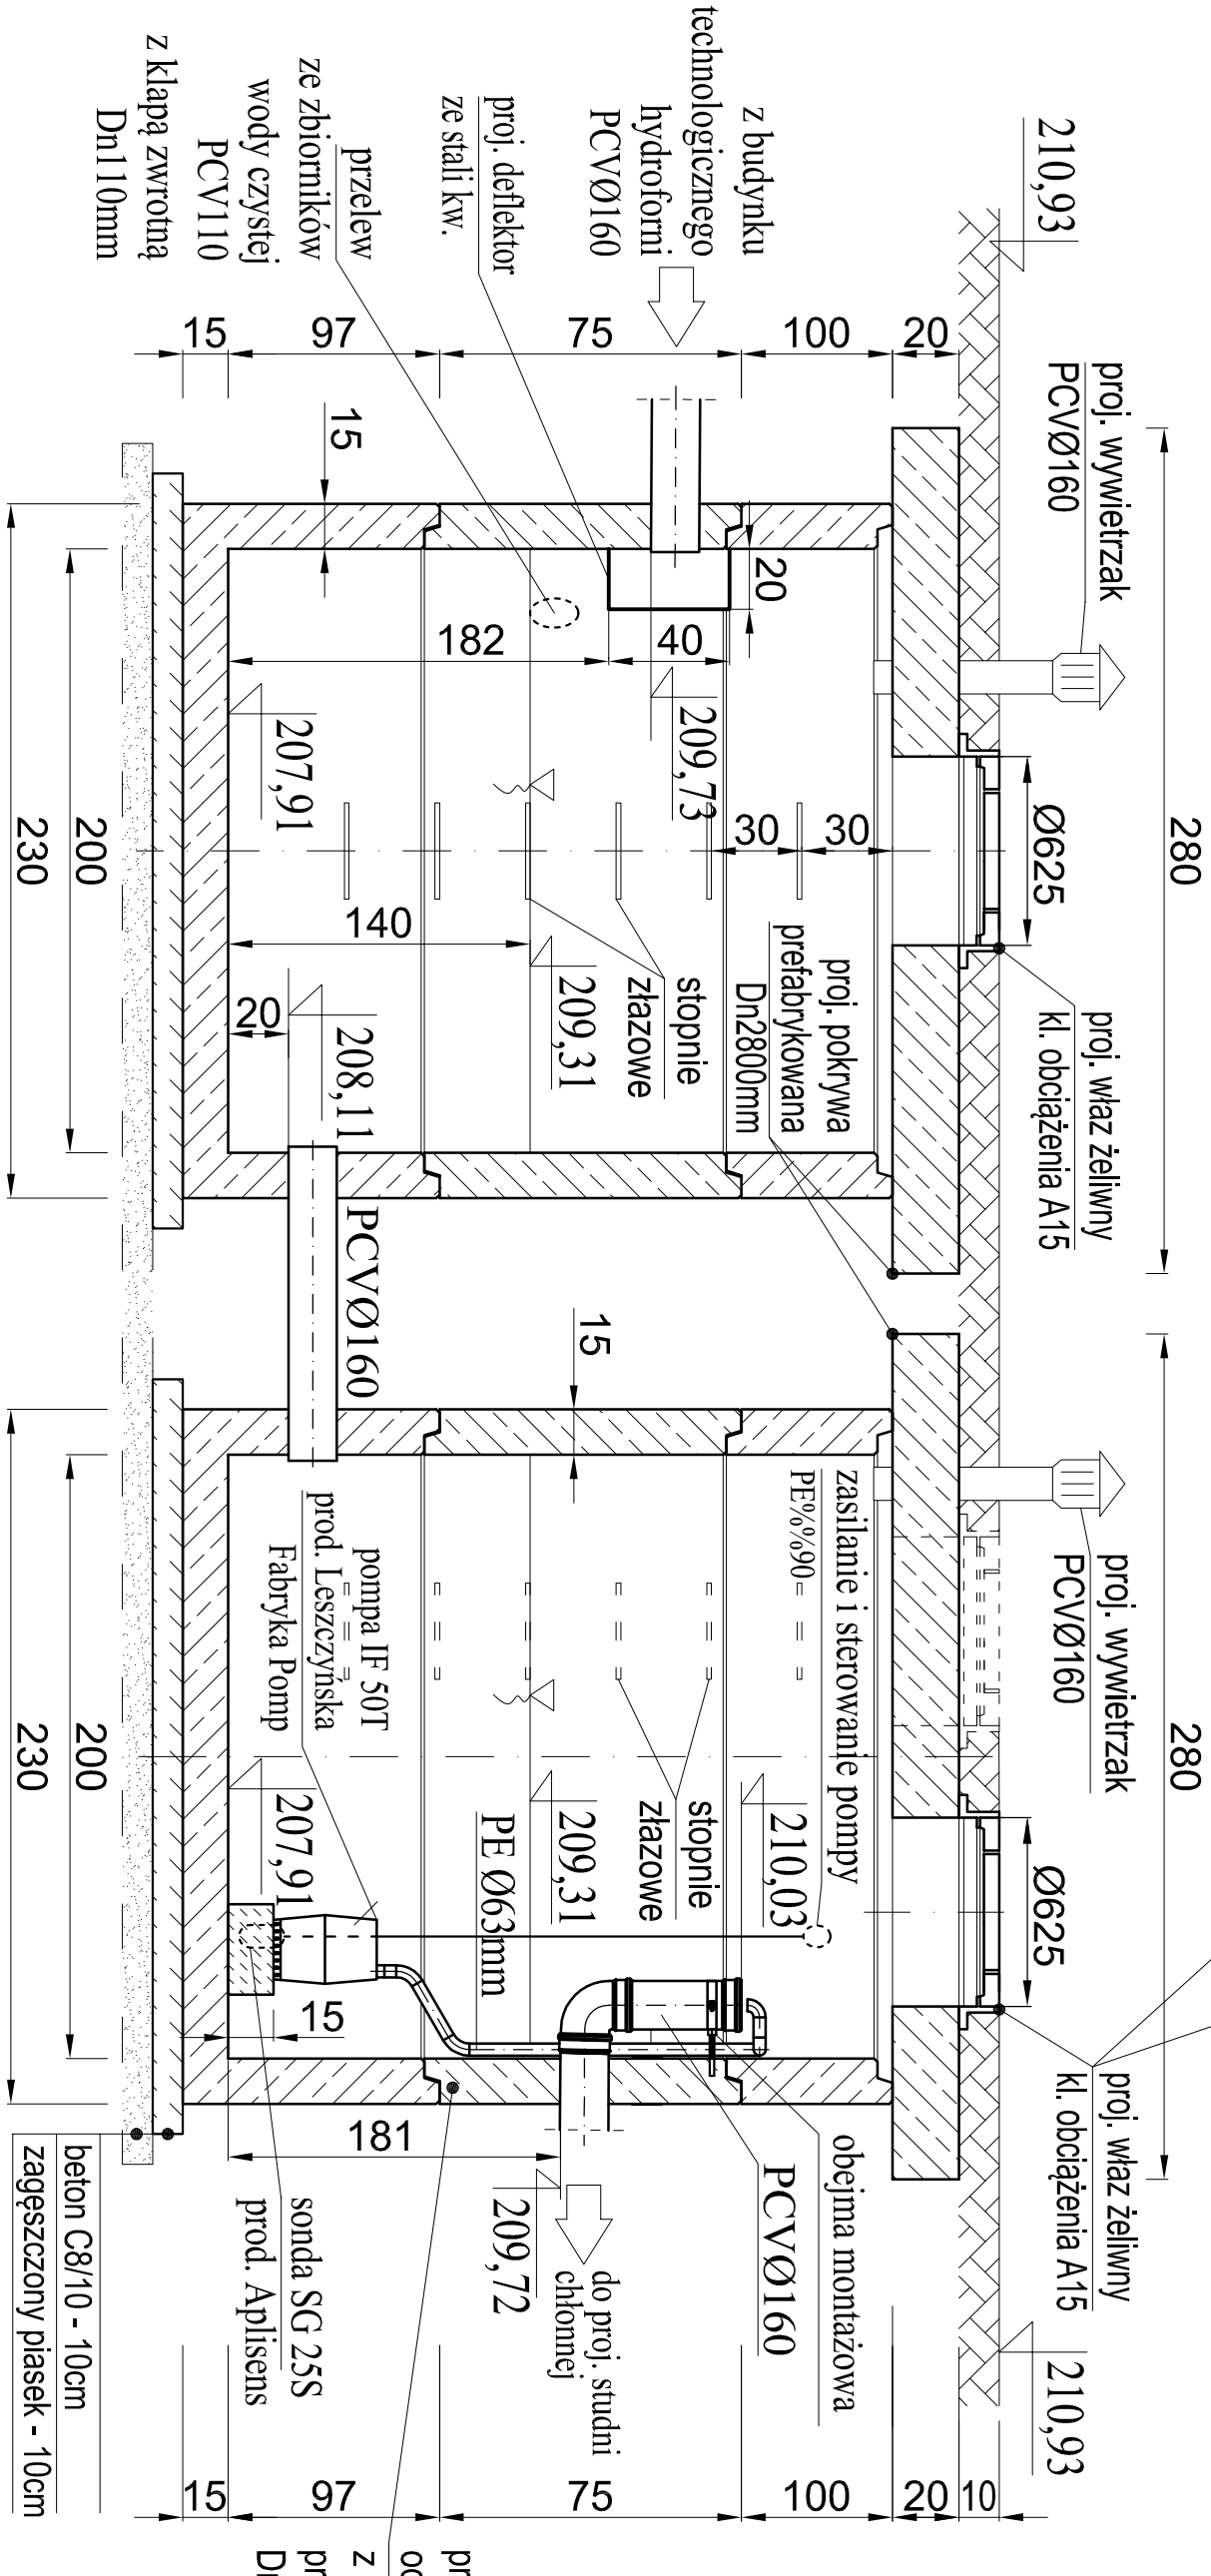 210,93
z budynku
technologicznego
hydroforni
PCVØ160
proj. deflektor
ze stali kw.
przelew
ze zbiorników
wody czystej
PCV110
z klapą zwrotną
Dn110mm
20
100
75
97
15
15
proj. wywietrzak
PCVØ160
280
Ø625
20
40
182
209,73
207,91
30
30
140
209,31
20
208,11
200
230
stopnie
złazowe
proj. pokrywa
prefabrykowana
Dn2800mm
proj. właz żeliwny
kl. obciążenia A15
PCVØ160
15
proj. wywietrzak
PCVØ160
280
Ø625
zasilanie i sterowanie pompy
PE%%90
pompa IF 50T
prod. Leszczyńska
Fabryka Pomp
stopnie
złazowe
210,03
209,31
PE Ø63mm
207,91
15
200
230
181
209,72
PCVØ160
obejma montażowa
proj. właz żeliwny
kl. obciążenia A15
do proj. studni
chłonnej
sonda SG 25S
prod. Aplisens
beton C8/10 - 10cm
zagęszczony piasek - 10cm
210,93
10
20
100
75
97
15
z